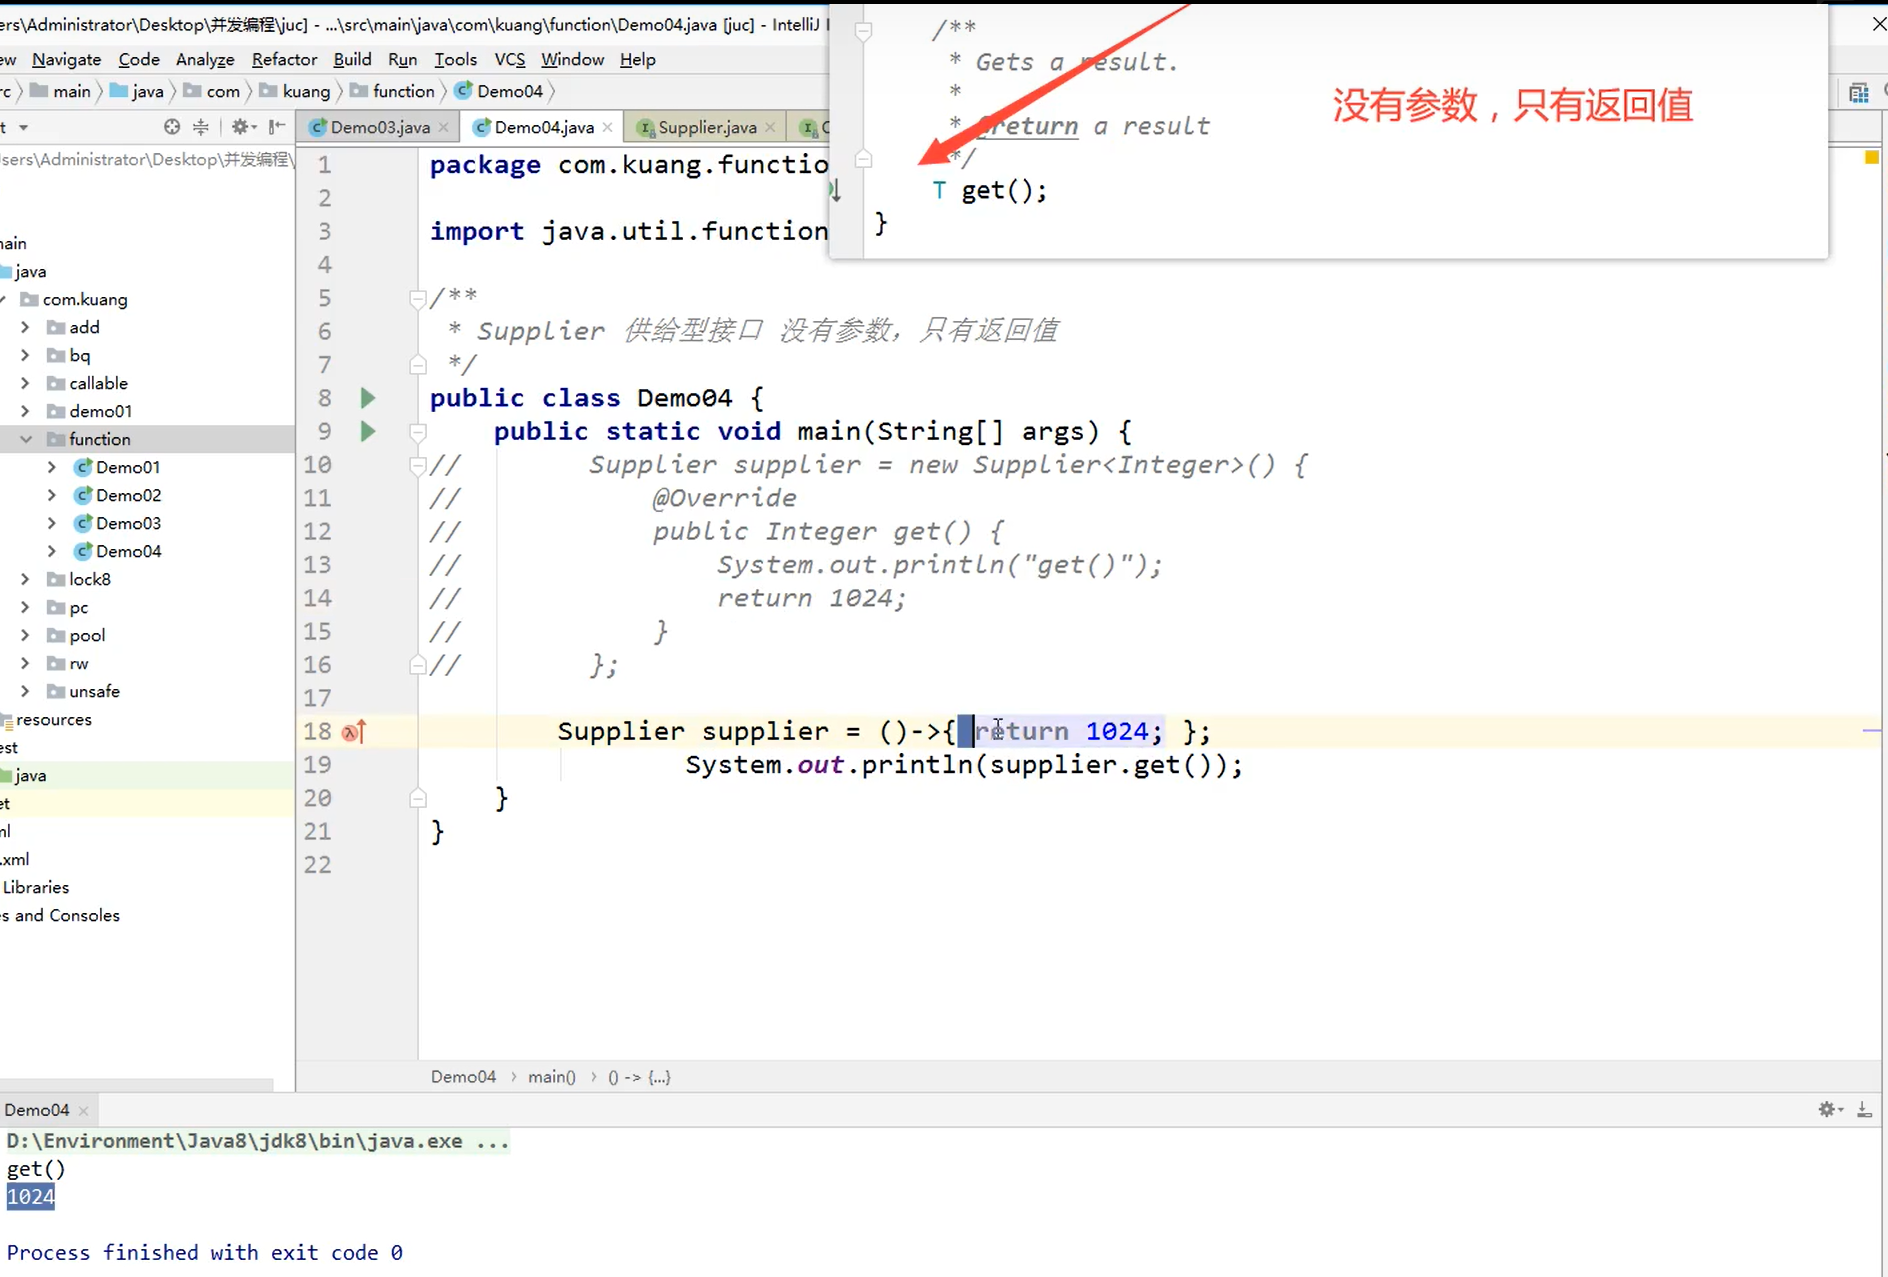 ers\Administrator\Desktop\并发编程\juc] - ...\src\main\java\com\kuang\function\Demo04.java [juc] - IntelliJ I
ew Navigate Code Analyze Refactor Build Run Tools VCS Window Help
rc main java com kuang function Demo04
t
Demo03.java Demo04.java Supplier.java
sers\Administrator\Desktop\并发编程\
/**
* Gets a result.
*
* @return a result
*/
T get();
}
没有参数，只有返回值
ain
java
com.kuang
add
bq
callable
demo01
function
Demo01
Demo02
Demo03
Demo04
lock8
pc
pool
rw
unsafe
resources
est
java
et
ml
.xml
Libraries
es and Consoles
1 package com.kuang.functio
2
3 import java.util.function
4
5 /**
6 * Supplier 供给型接口 没有参数，只有返回值
7 */
8 public class Demo04 {
9 public static void main(String[] args) {
10 // Supplier supplier = new Supplier<Integer>() {
11 // @Override
12 // public Integer get() {
13 // System.out.println("get()");
14 // return 1024;
15 // }
16 // };
17
18 Supplier supplier = ()->{ return 1024; };
19 System.out.println(supplier.get());
20 }
21 }
22
Demo04 › main() › () -> {...}
Demo04
D:\Environment\Java8\jdk8\bin\java.exe ...
get()
1024
Process finished with exit code 0